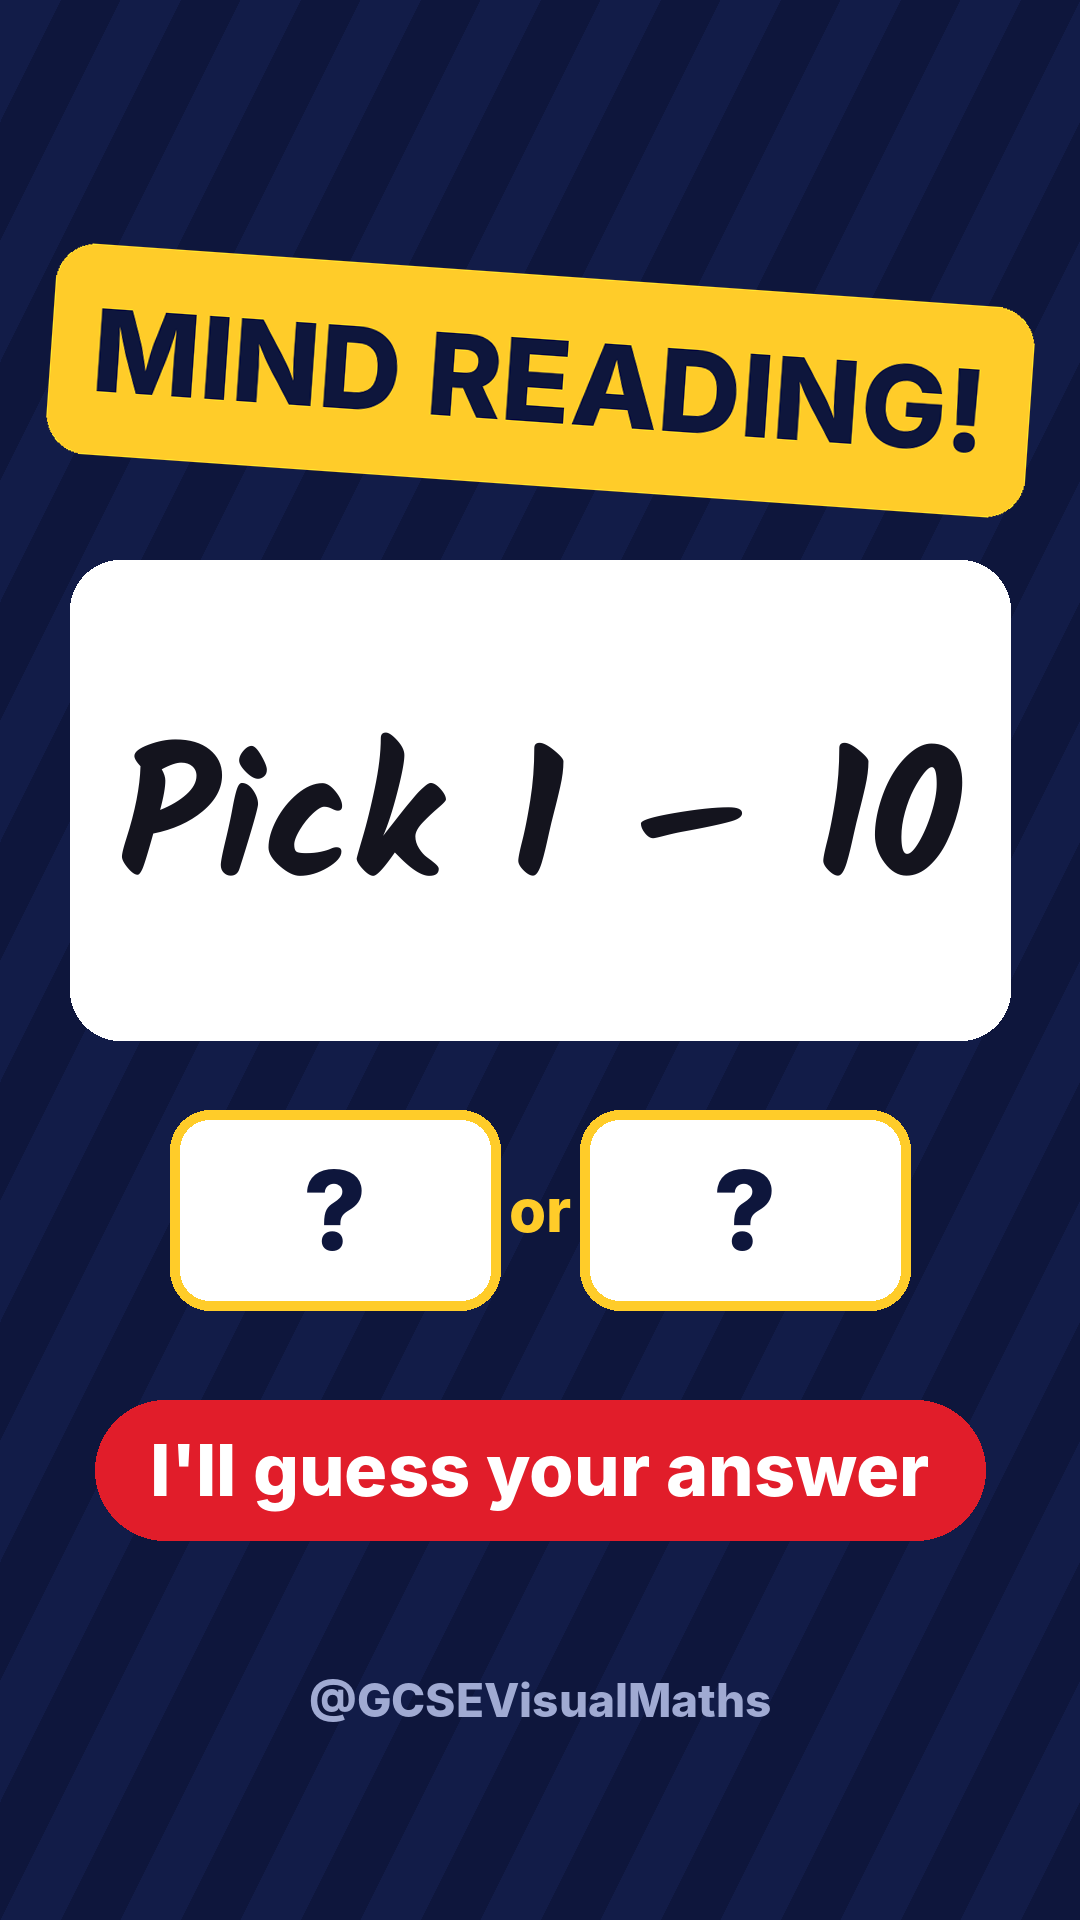 MIND READING!
Pick 1 – 10
? or ?
I'll guess your answer
@GCSEVisualMaths